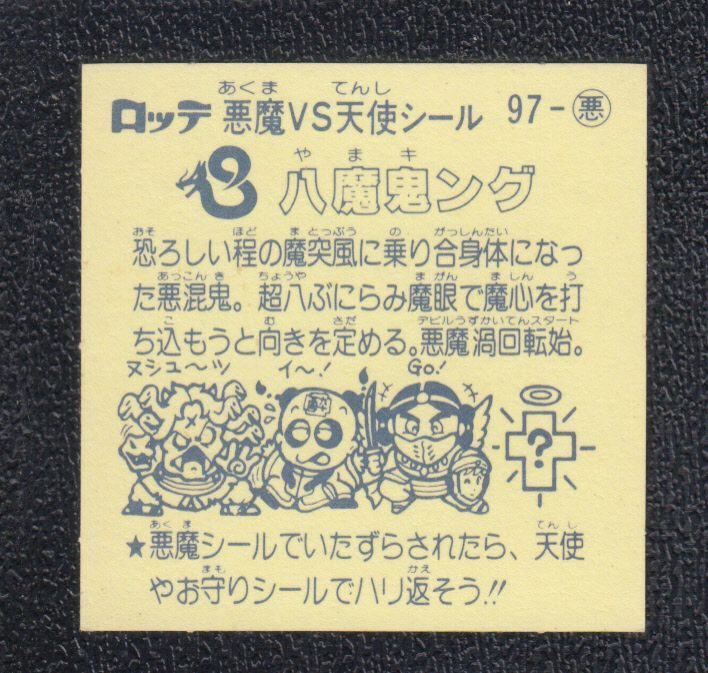 あくま てんし
ロッテ 悪魔VS天使シール 97-悪
やまキ
八魔鬼ング
おそ ほど まとっぷう の がっしんたい
恐ろしい程の魔突風に乗り合身体になっ
あっこんき ちょうや まがん ましん う
た悪混鬼。超八ぶにらみ魔眼で魔心を打
こ む さだ デビルうずかいてんスタート
ち込もうと向きを定める。悪魔渦回転始。
ヌシュ〜ツ イ〜! Go!
酔
?
あくま てんし
★悪魔シールでいたずらされたら、天使
まも かえ
やお守りシールでハリ返そう!!